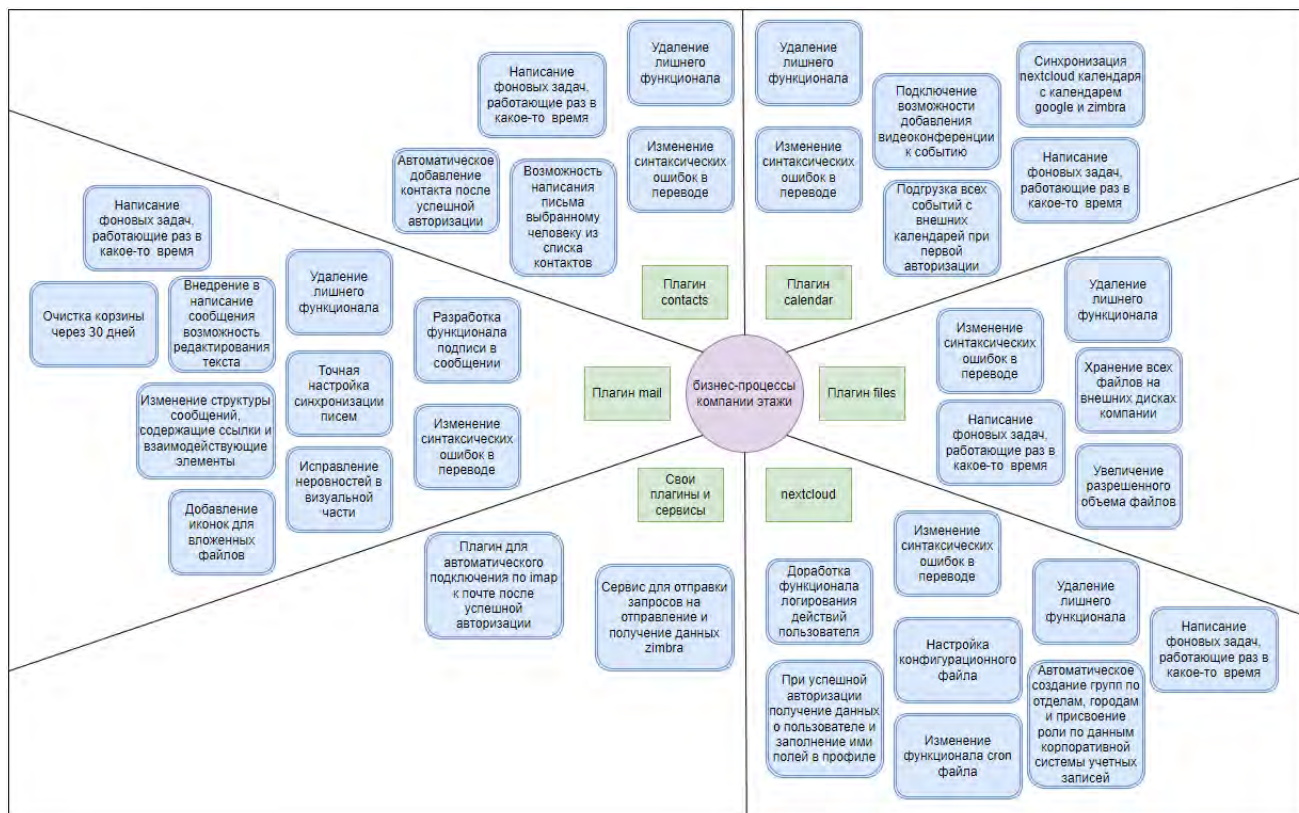 Удаление
лишнего
функционала
Написание
фоновых задач,
работающие раз в
какое-то время
Изменение
синтаксических
ошибок в
переводе
Автоматическое
добавление
контакта после
успешной
авторизации
Возможность
написания
письма
выбранному
человеку из
списка
контактов
Плагин
contacts
Удаление
лишнего
функционала
Синхронизация
nextcloud календаря
с календарем
google и zimbra
Подключение
возможности
добавления
видеоконференции
к событию
Изменение
синтаксических
ошибок в
переводе
Написание
фоновых задач,
работающие раз в
какое-то время
Подгрузка всех
событий с
внешних
календарей при
первой
авторизации
Плагин
calendar
Написание
фоновых задач,
работающие раз в
какое-то время
Удаление
лишнего
функционала
Очистка корзины
через 30 дней
Внедрение в
написание
сообщения
возможность
редактирования
текста
Разработка
функционала
подписи в
сообщении
Точная
настройка
синхронизации
писем
Изменение структуры
сообщений,
содержащие ссылки и
взаимодействующие
элементы
Изменение
синтаксических
ошибок в
переводе
Исправление
неровностей в
визуальной
части
Добавление
иконок для
вложенных
файлов
Плагин mail
бизнес-процессы
компании этажи
Плагин files
Удаление
лишнего
функционала
Изменение
синтаксических
ошибок в
переводе
Хранение всех
файлов на
внешних дисках
компании
Написание
фоновых задач,
работающие раз в
какое-то время
Увеличение
разрешенного
объема файлов
Свои
плагины и
сервисы
Плагин для
автоматического
подключения по imap
к почте после
успешной
авторизации
Сервис для отправки
запросов на
отправление и
получение данных
zimbra
nextcloud
Изменение
синтаксических
ошибок в
переводе
Доработка
функционала
логирования
действий
пользователя
Удаление
лишнего
функционала
Написание
фоновых задач,
работающие раз в
какое-то время
Настройка
конфигурационного
файла
При успешной
авторизации
получение данных
о пользователе и
заполнение ими
полей в профиле
Автоматическое
создание групп по
отделам, городам
и присвоение
роли по данным
корпоративной
системы учетных
записей
Изменение
функционала cron
файла